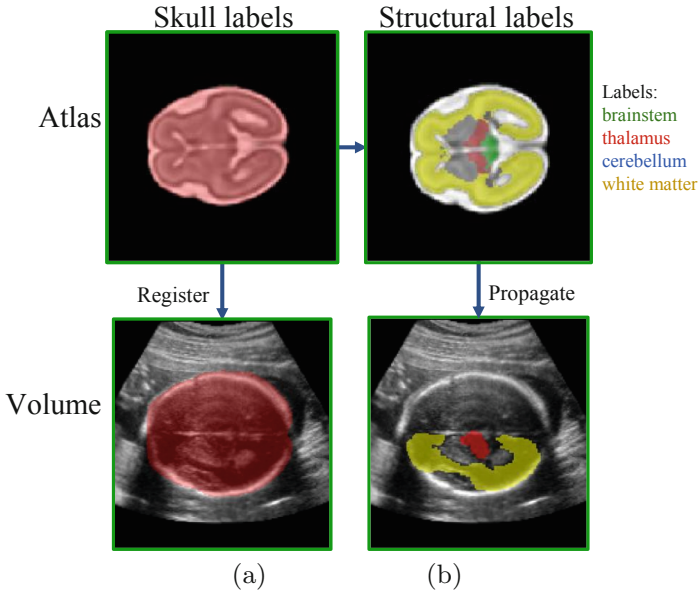 Skull labels
Structural labels
Atlas
Labels:
brainstem
thalamus
cerebellum
white matter
Register
Propagate
Volume
(a)
(b)